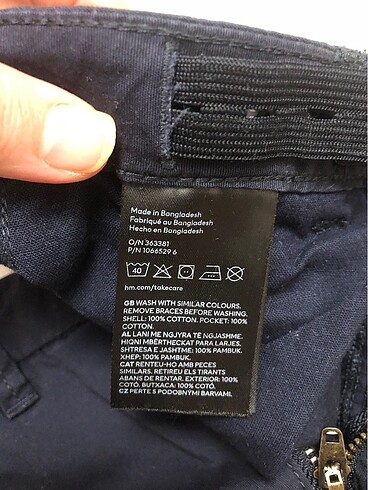 Made in Bangladesh
Fabriqué au Bangladesh
Hecho en Bangladesh
O/N 363381
P/N 1066529 6
40
hm.com/takecare
GB WASH WITH SIMILAR COLOURS.
REMOVE BRACES BEFORE WASHING.
SHELL: 100% COTTON. POCKET: 100%
COTTON.
AL LANI ME NGJYRA TË NGJASHME.
HIQNI MBËRTHECKAT PARA LARJES.
SHTRESA E JASHTME: 100% PAMBUK.
XHEP: 100% PAMBUK.
CAT RENTEU-HO AMB PECES
SIMILARS. RETIREU ELS TIRANTS
ABANS DE RENTAR. EXTERIOR: 100%
COTÓ. BUTXACA: 100% COTÓ.
CZ PERTE S PODOBNÝMI BARVAMI.